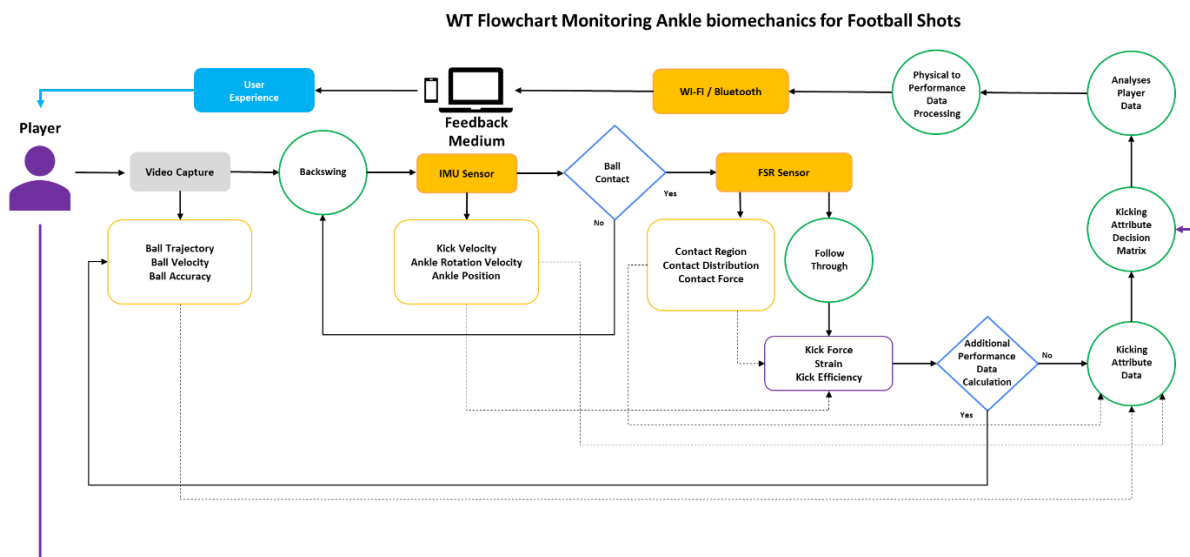 WT Flowchart Monitoring Ankle biomechanics for Football Shots
User
Experience
Feedback
Medium
Wi-Fi / Bluetooth
Physical to
Performance
Data
Processing
Analyses
Player
Data
Player
Video Capture
Backswing
IMU Sensor
Ball
Contact
Yes
No
FSR Sensor
Ball Trajectory
Ball Velocity
Ball Accuracy
Kick Velocity
Ankle Rotation Velocity
Ankle Position
Contact Region
Contact Distribution
Contact Force
Follow
Through
Kicking
Attribute
Decision
Matrix
Kick Force
Strain
Kick Efficiency
Additional
Performance
Data
Calculation
No
Yes
Kicking
Attribute
Data